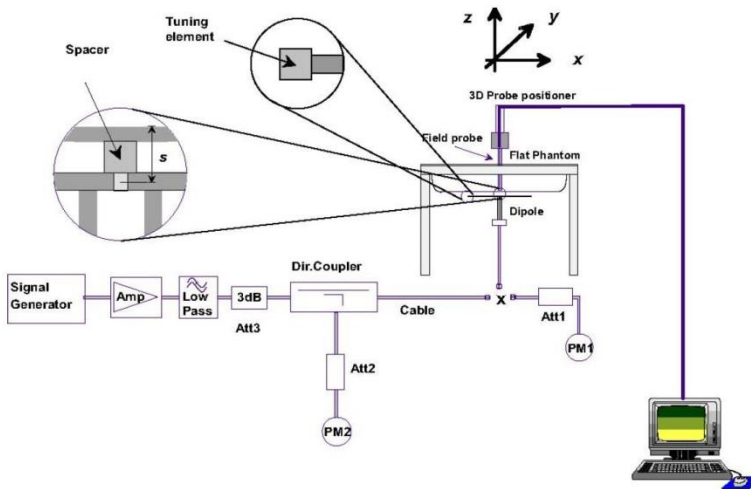 Tuning
element
Spacer
s
z
y
x
3D Probe positioner
Field probe
Flat Phantom
Dipole
Dir.Coupler
Signal
Generator
Amp
Low
Pass
3dB
Att3
Cable
x
Att1
PM1
Att2
PM2